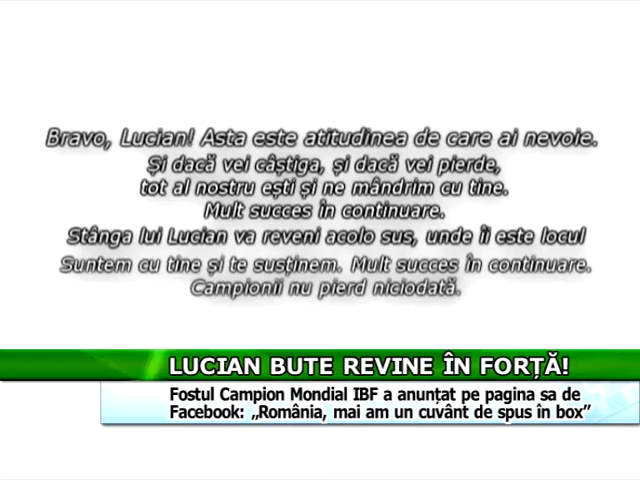 Bravo, Lucian! Asta este atitudinea de care ai nevoie.
Și dacă vei câștiga, și dacă vei pierde,
tot al nostru ești și ne mândrim cu tine.
Mult succes în continuare.
Stânga lui Lucian va reveni acolo sus, unde îi este locul
Suntem cu tine și te susținem. Mult succes în continuare.
Campionii nu pierd niciodată.
LUCIAN BUTE REVINE ÎN FORȚĂ!
Fostul Campion Mondial IBF a anunțat pe pagina sa de
Facebook: „România, mai am un cuvânt de spus în box”